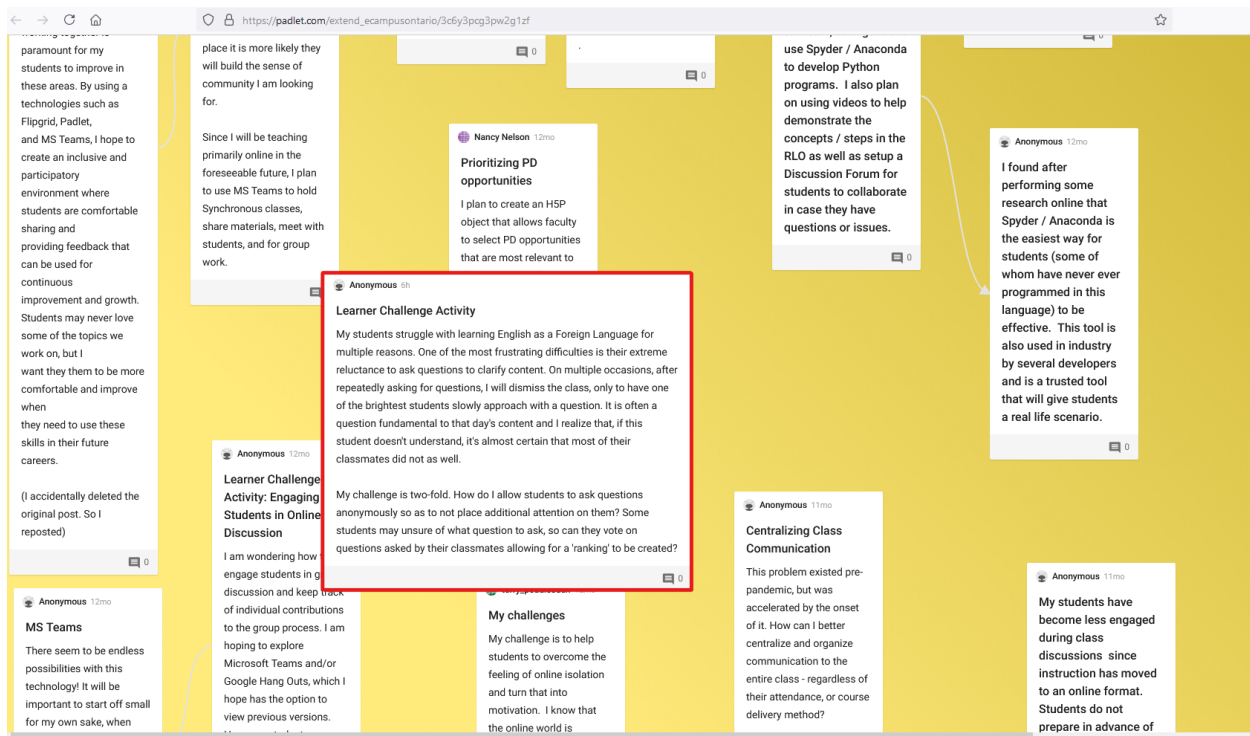 https://padlet.com/extend_ecampusontario/3c6y3pcg3pw2g1zf
working together is
paramount for my
students to improve in
these areas. By using a
technologies such as
Flipgrid, Padlet,
and MS Teams, I hope to
create an inclusive and
participatory
environment where
students are comfortable
sharing and
providing feedback that
can be used for
continuous
improvement and growth.
Students may never love
some of the topics we
work on, but I
want they them to be more
comfortable and improve
when
they need to use these
skills in their future
careers.
(I accidentally deleted the
original post. So I
reposted)
0
Anonymous 12mo
MS Teams
There seem to be endless
possibilities with this
technology! It will be
important to start off small
for my own sake, when
place it is more likely they
will build the sense of
community I am looking
for.
Since I will be teaching
primarily online in the
foreseeable future, I plan
to use MS Teams to hold
Synchronous classes,
share materials, meet with
students, and for group
work.
Anonymous 12mo
Learner Challenge
Activity: Engaging
Students in Online
Discussion
I am wondering how
engage students in g
discussion and keep track
of individual contributions
to the group process. I am
hoping to explore
Microsoft Teams and/or
Google Hang Outs, which I
hope has the option to
view previous versions.
0
.
0
Nancy Nelson 12mo
Prioritizing PD
opportunities
I plan to create an H5P
object that allows faculty
to select PD opportunities
that are most relevant to
Anonymous 6h
Learner Challenge Activity
My students struggle with learning English as a Foreign Language for
multiple reasons. One of the most frustrating difficulties is their extreme
reluctance to ask questions to clarify content. On multiple occasions, after
repeatedly asking for questions, I will dismiss the class, only to have one
of the brightest students slowly approach with a question. It is often a
question fundamental to that day's content and I realize that, if this
student doesn't understand, it's almost certain that most of their
classmates did not as well.
My challenge is two-fold. How do I allow students to ask questions
anonymously so as to not place additional attention on them? Some
students may unsure of what question to ask, so can they vote on
questions asked by their classmates allowing for a 'ranking' to be created?
0
My challenges
My challenge is to help
students to overcome the
feeling of online isolation
and turn that into
motivation. I know that
the online world is
use Spyder / Anaconda
to develop Python
programs. I also plan
on using videos to help
demonstrate the
concepts / steps in the
RLO as well as setup a
Discussion Forum for
students to collaborate
in case they have
questions or issues.
0
Anonymous 11mo
Centralizing Class
Communication
This problem existed pre-
pandemic, but was
accelerated by the onset
of it. How can I better
centralize and organize
communication to the
entire class - regardless of
their attendance, or course
delivery method?
0
Anonymous 12mo
I found after
performing some
research online that
Spyder / Anaconda is
the easiest way for
students (some of
whom have never ever
programmed in this
language) to be
effective. This tool is
also used in industry
by several developers
and is a trusted tool
that will give students
a real life scenario.
0
Anonymous 11mo
My students have
become less engaged
during class
discussions since
instruction has moved
to an online format.
Students do not
prepare in advance of